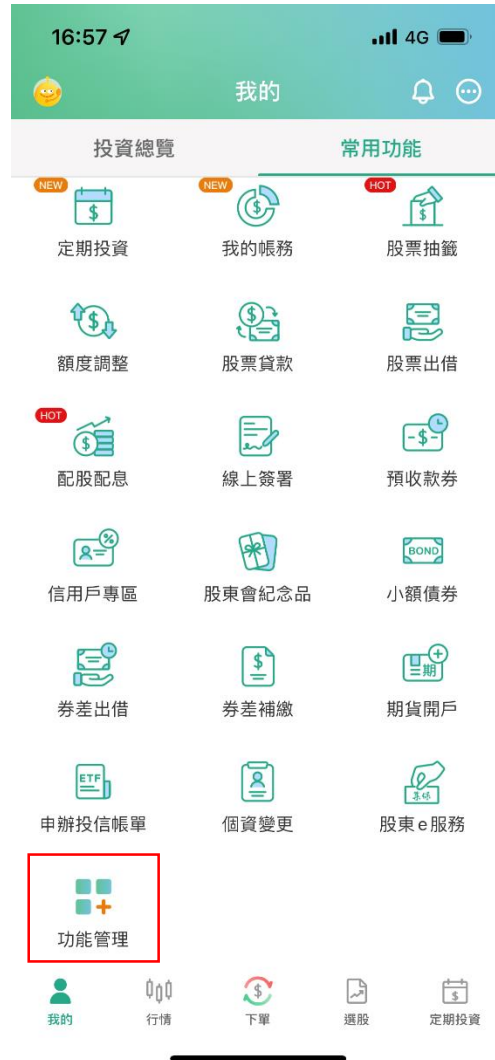 16:57 4G
我的
投資總覽 常用功能
NEW NEW HOT
$ $ $
定期投資 我的帳務 股票抽籤
$ $
額度調整 股票貸款 股票出借
HOT
$ -$-
配股配息 線上簽署 預收款券
% BOND
信用戶專區 股東會紀念品 小額債券
$ 期
券差出借 券差補繳 期貨開戶
ETF 集保
申辦投信帳單 個資變更 股東e服務
功能管理
$ $
我的 行情 下單 選股 定期投資